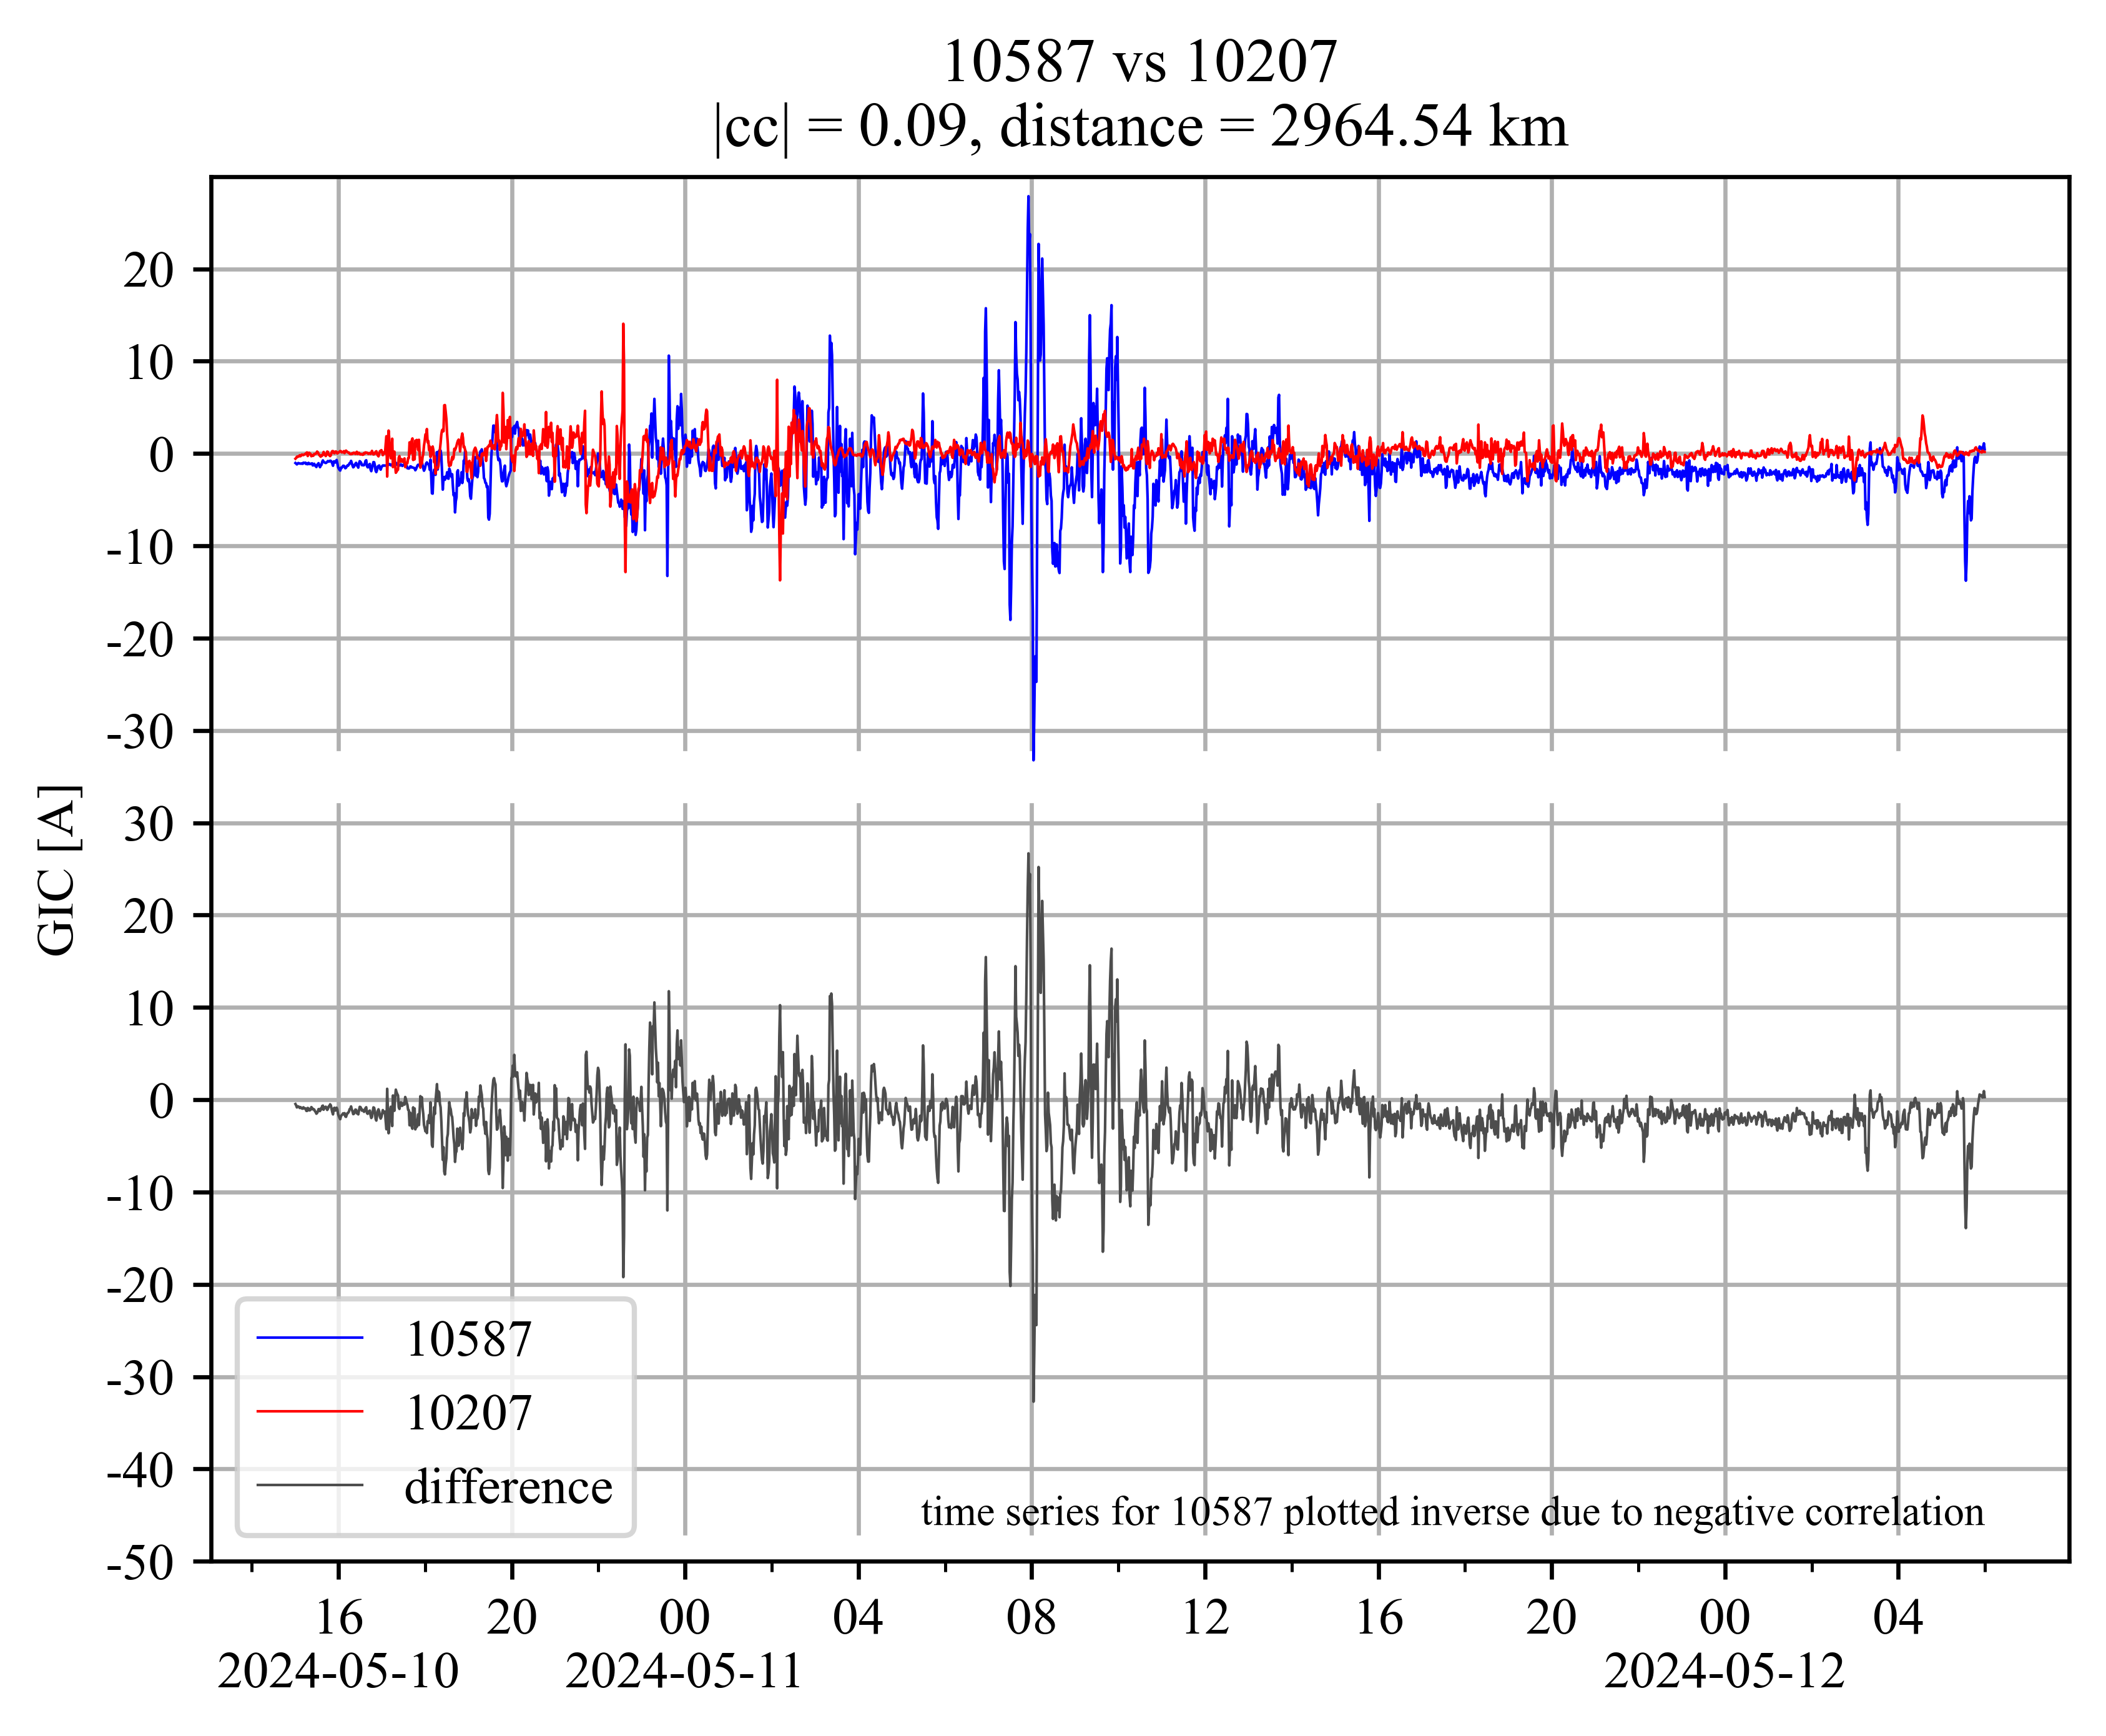 10587 vs 10207
|cc| = 0.09, distance = 2964.54 km
20
10
0
-10
-20
-30
30
20
10
0
-10
-20
-30
-40
-50
GIC [A]
10587
10207
difference
time series for 10587 plotted inverse due to negative correlation
16 20 00 04 08 12 16 20 00 04
2024-05-10 2024-05-11 2024-05-12